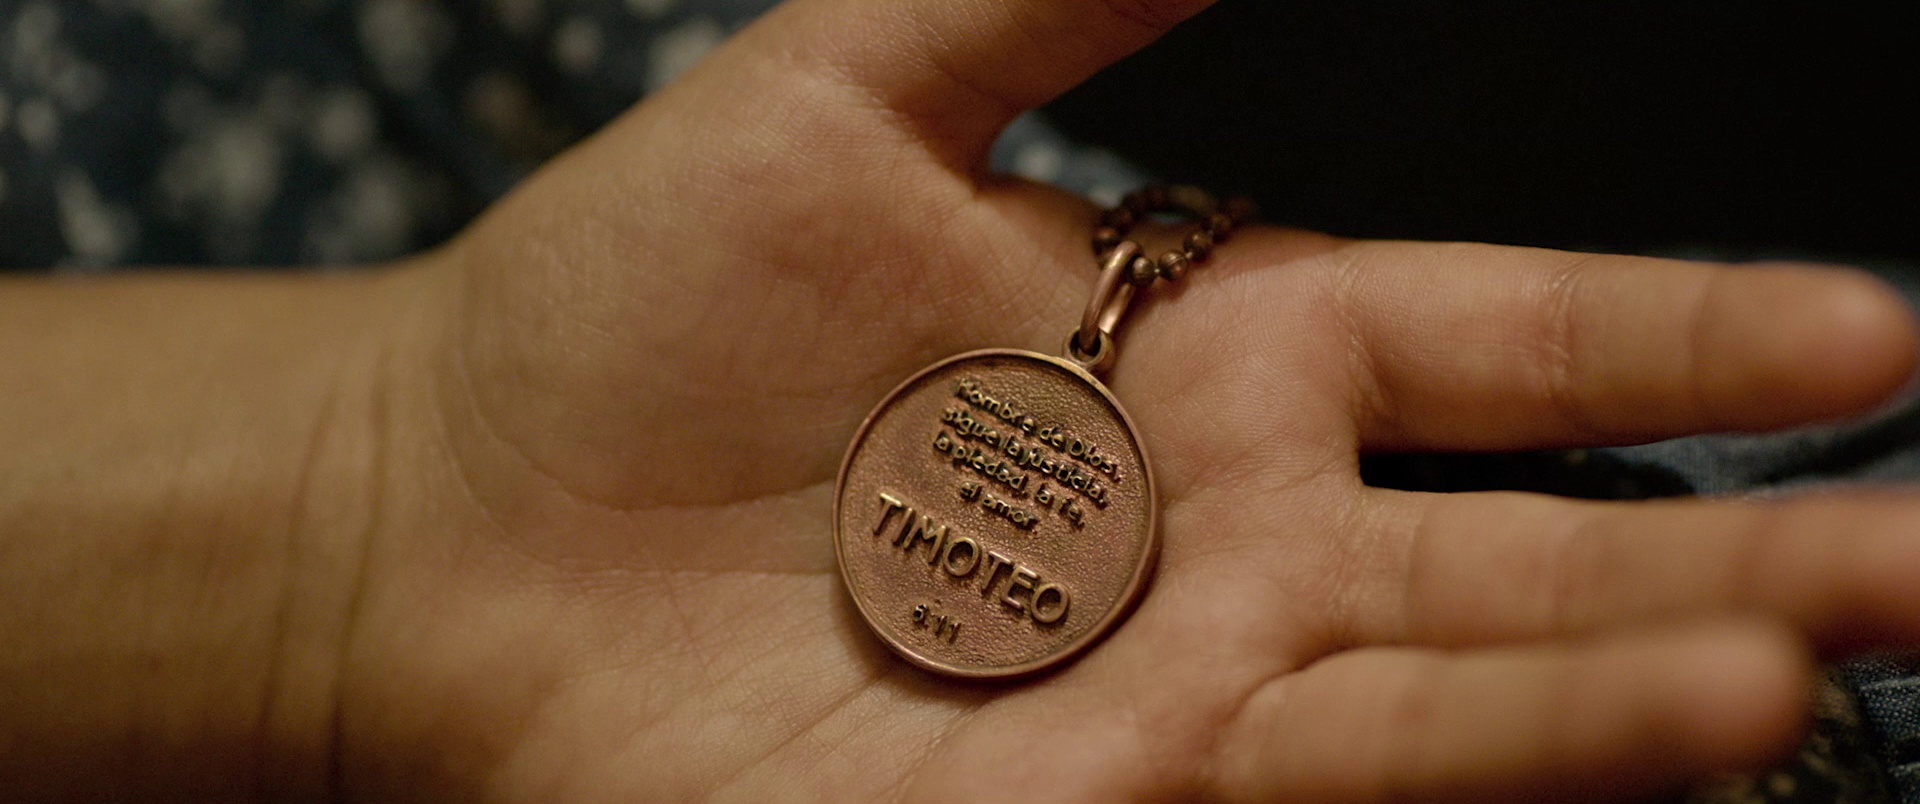 Hombre de Dios,
sigue la justicia,
la piedad, la fe,
el amor.
TIMOTEO
6:11